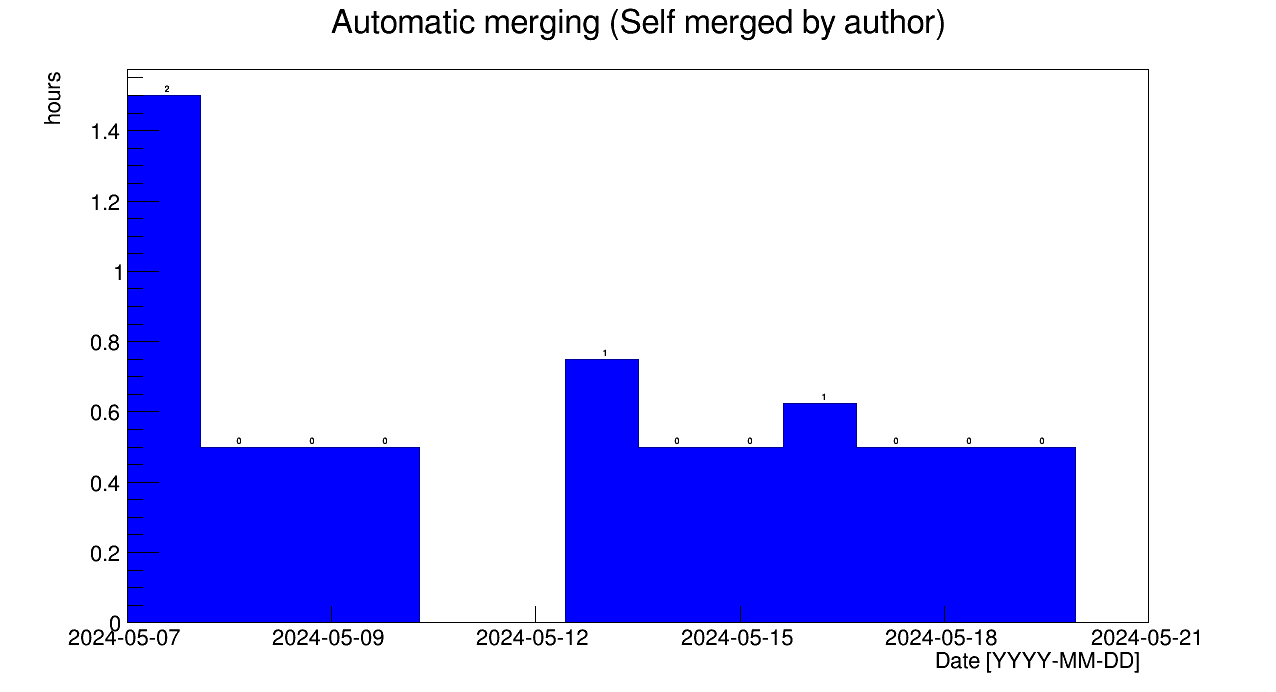 Automatic merging (Self merged by author)
hours
2
1.4
1.2
1
0.8
1
0.6
1
0 0 0 0 0 0 0 0
0.4
0.2
0
2024-05-07 2024-05-09 2024-05-12 2024-05-15 2024-05-18 2024-05-21
Date [YYYY-MM-DD]